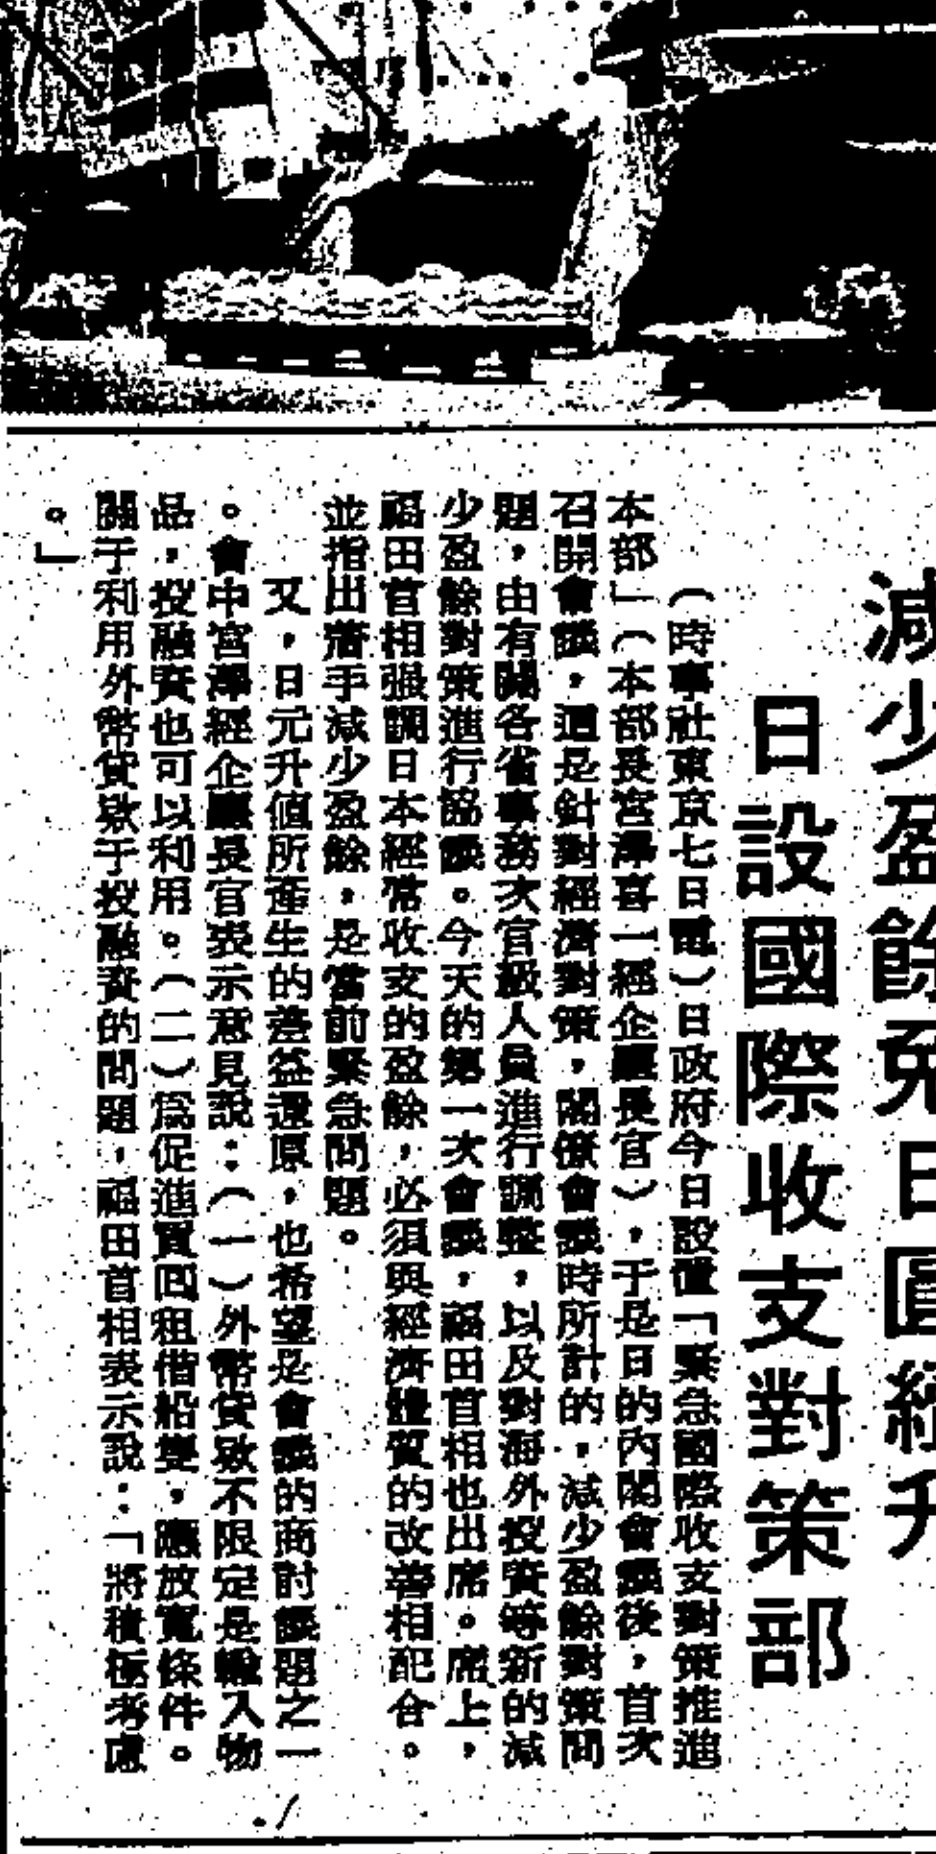 減少盈餘免日圓續升
日設國際收支對策部
（時事社東京七日電）日政府今日設置「緊急國際收支對策推進
本部」（本部長宮澤喜一經企廳長官），于是日的內閣會議後，首次
召開會議，這是針對經濟對策，閣僚會議時所計的，減少盈餘對策問
題，由有關各省事務次官級人員進行調整，以及對海外投資等新的減
少盈餘對策進行協議。今天的第一次會議，福田首相也出席。席上，
福田首相强調日本經常收支的盈餘，必須與經濟體質的改善相配合。
並指出着手減少盈餘，是當前緊急問題。
又，日元升值所產生的差益還原，也希望是會議的商討議題之一
。會中宮澤經企廳長官表示意見說：（一）外幣貸欵不限定是輸入物
品，投融資也可以利用。（二）爲促進買回租借船隻，應放寬條件。
關于利用外幣貸欵于投融資的問題，福田首相表示說：「將積極考慮
。」